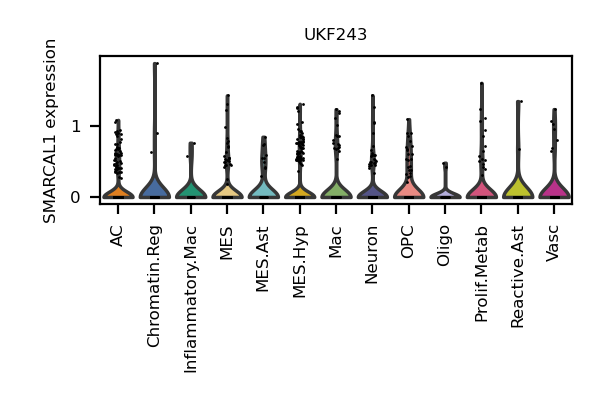 UKF243
SMARCAL1 expression
1
0
AC
Chromatin.Reg
Inflammatory.Mac
MES
MES.Ast
MES.Hyp
Mac
Neuron
OPC
Oligo
Prolif.Metab
Reactive.Ast
Vasc